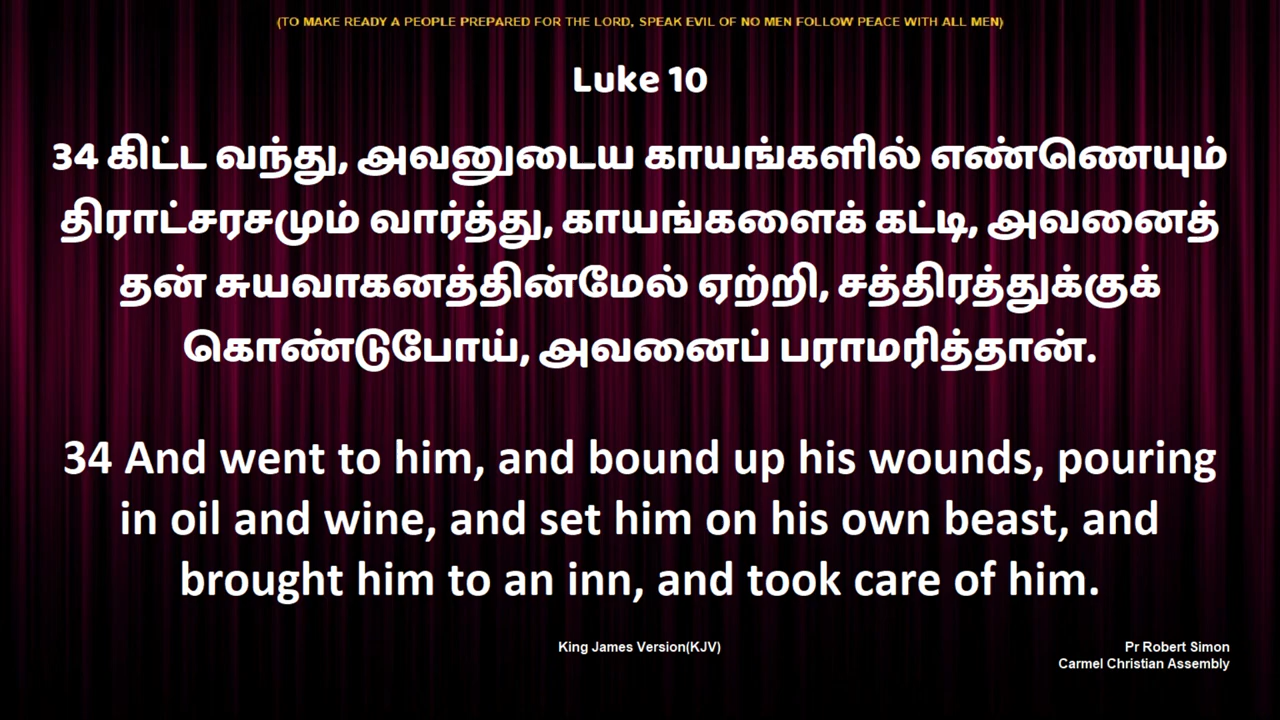 (TO MAKE READY A PEOPLE PREPARED FOR THE LORD, SPEAK EVIL OF NO MEN FOLLOW PEACE WITH ALL MEN)
Luke 10
34 கிட்ட வந்து, அவனுடைய காயங்களில் எண்ணெயும்
திராட்சரசமும் வார்த்து, காயங்களைக் கட்டி, அவனைத்
தன் சுயவாகனத்தின்மேல் ஏற்றி, சத்திரத்துக்குக்
கொண்டுபோய், அவனைப் பராமரித்தான்.
34 And went to him, and bound up his wounds, pouring
in oil and wine, and set him on his own beast, and
brought him to an inn, and took care of him.
King James Version(KJV)
Pr Robert Simon
Carmel Christian Assembly